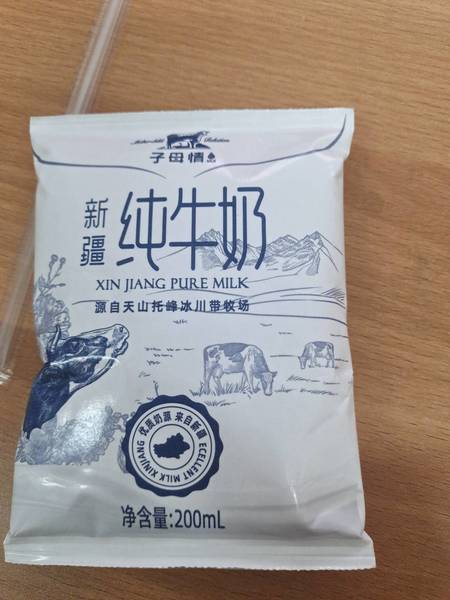 子母情
新疆
纯牛奶
XIN JIANG PURE MILK
源自天山托峰冰川带牧场
优质奶源 来自新疆
ECELLENT MILK XINJIANG
净含量:200mL